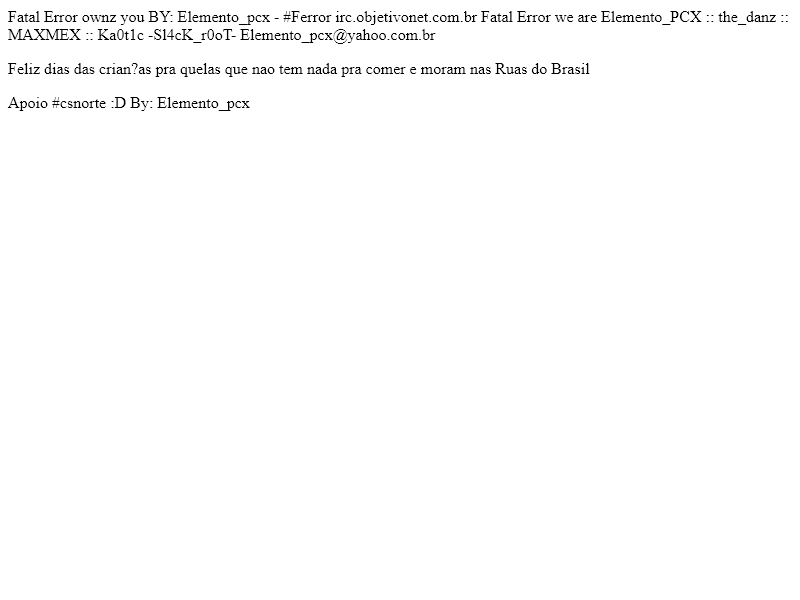 Fatal Error ownz you BY: Elemento_pcx - #Ferror irc.objetivonet.com.br Fatal Error we are Elemento_PCX :: the_danz ::
MAXMEX :: Ka0t1c -Sl4cK_r0oT- Elemento_pcx@yahoo.com.br
Feliz dias das crian?as pra quelas que nao tem nada pra comer e moram nas Ruas do Brasil
Apoio #csnorte :D By: Elemento_pcx